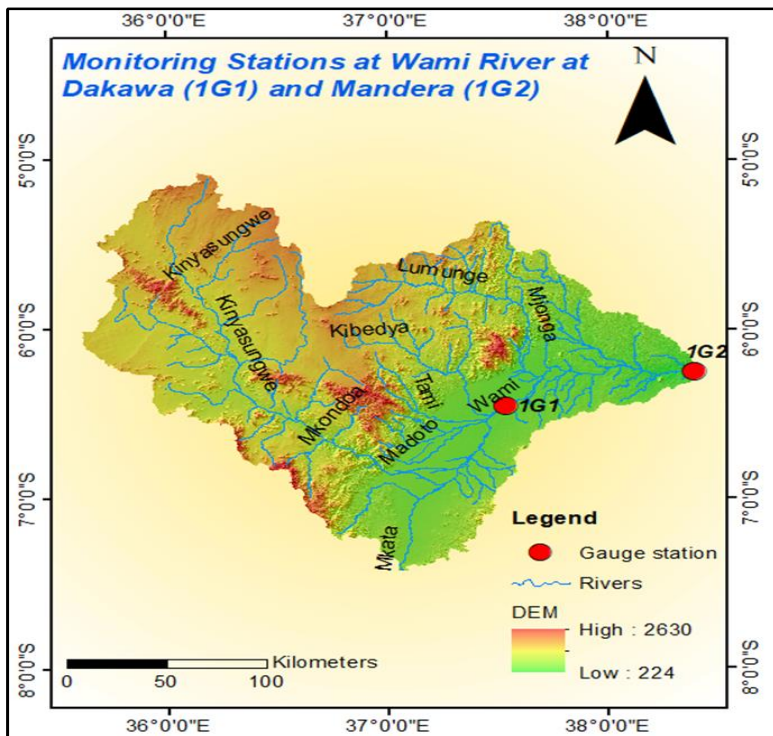 36°0'0"E 37°0'0"E 38°0'0"E
Monitoring Stations at Wami River at
Dakawa (1G1) and Mandera (1G2)
N
5°0'0"S 5°0'0"S
Kinyasungwe
Lumunge
Kinyasungwe
Mionga
Kibedya
6°0'0"S 6°0'0"S
1G2
Tami
Wami
1G1
Mkondoa
Madoto
7°0'0"S 7°0'0"S
Mkata
Legend
Gauge station
Rivers
DEM
High : 2630
Low : 224
Kilometers
0 50 100
8°0'0"S 8°0'0"S
36°0'0"E 37°0'0"E 38°0'0"E